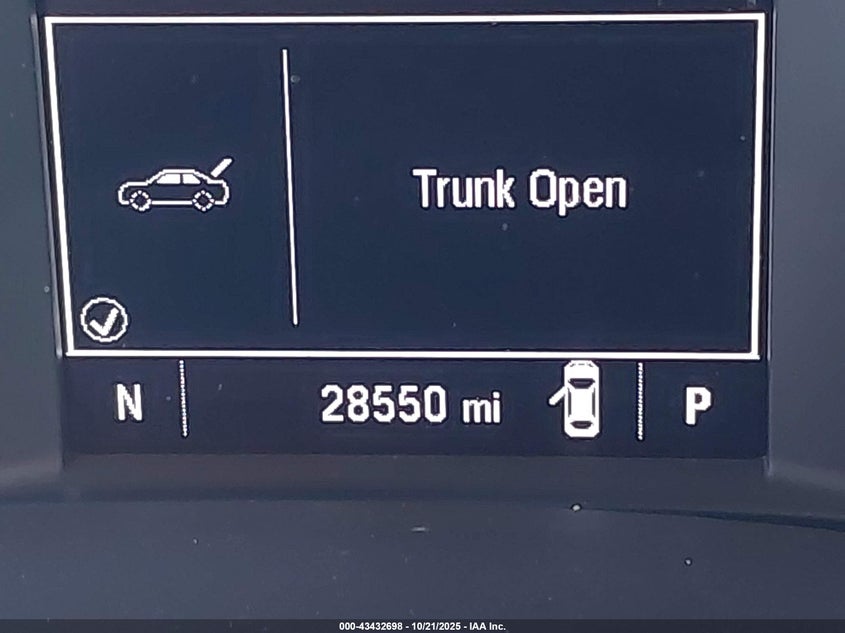 Trunk Open
N 28550 mi P
000-43432698 - 10/21/2025 - IAA Inc.